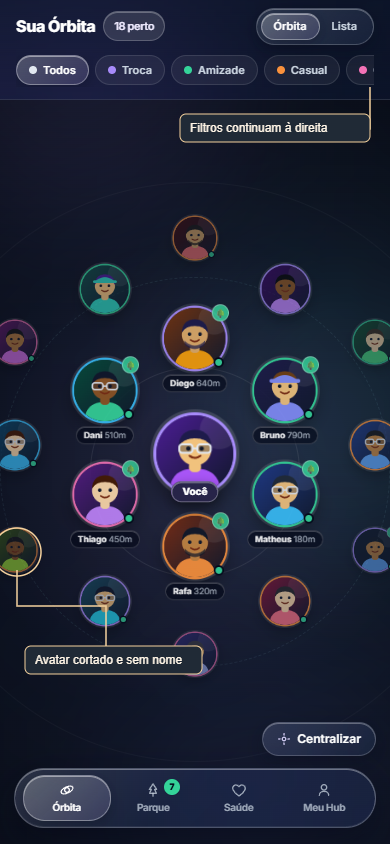 Sua Órbita
18 perto
Órbita
Lista
Todos
Troca
Amizade
Casual
Filtros continuam à direita
Diego 640m
Dani 510m
Bruno 790m
Você
Thiago 450m
Matheus 180m
Rafa 320m
Avatar cortado e sem nome
Centralizar
7
Órbita
Parque
Saúde
Meu Hub